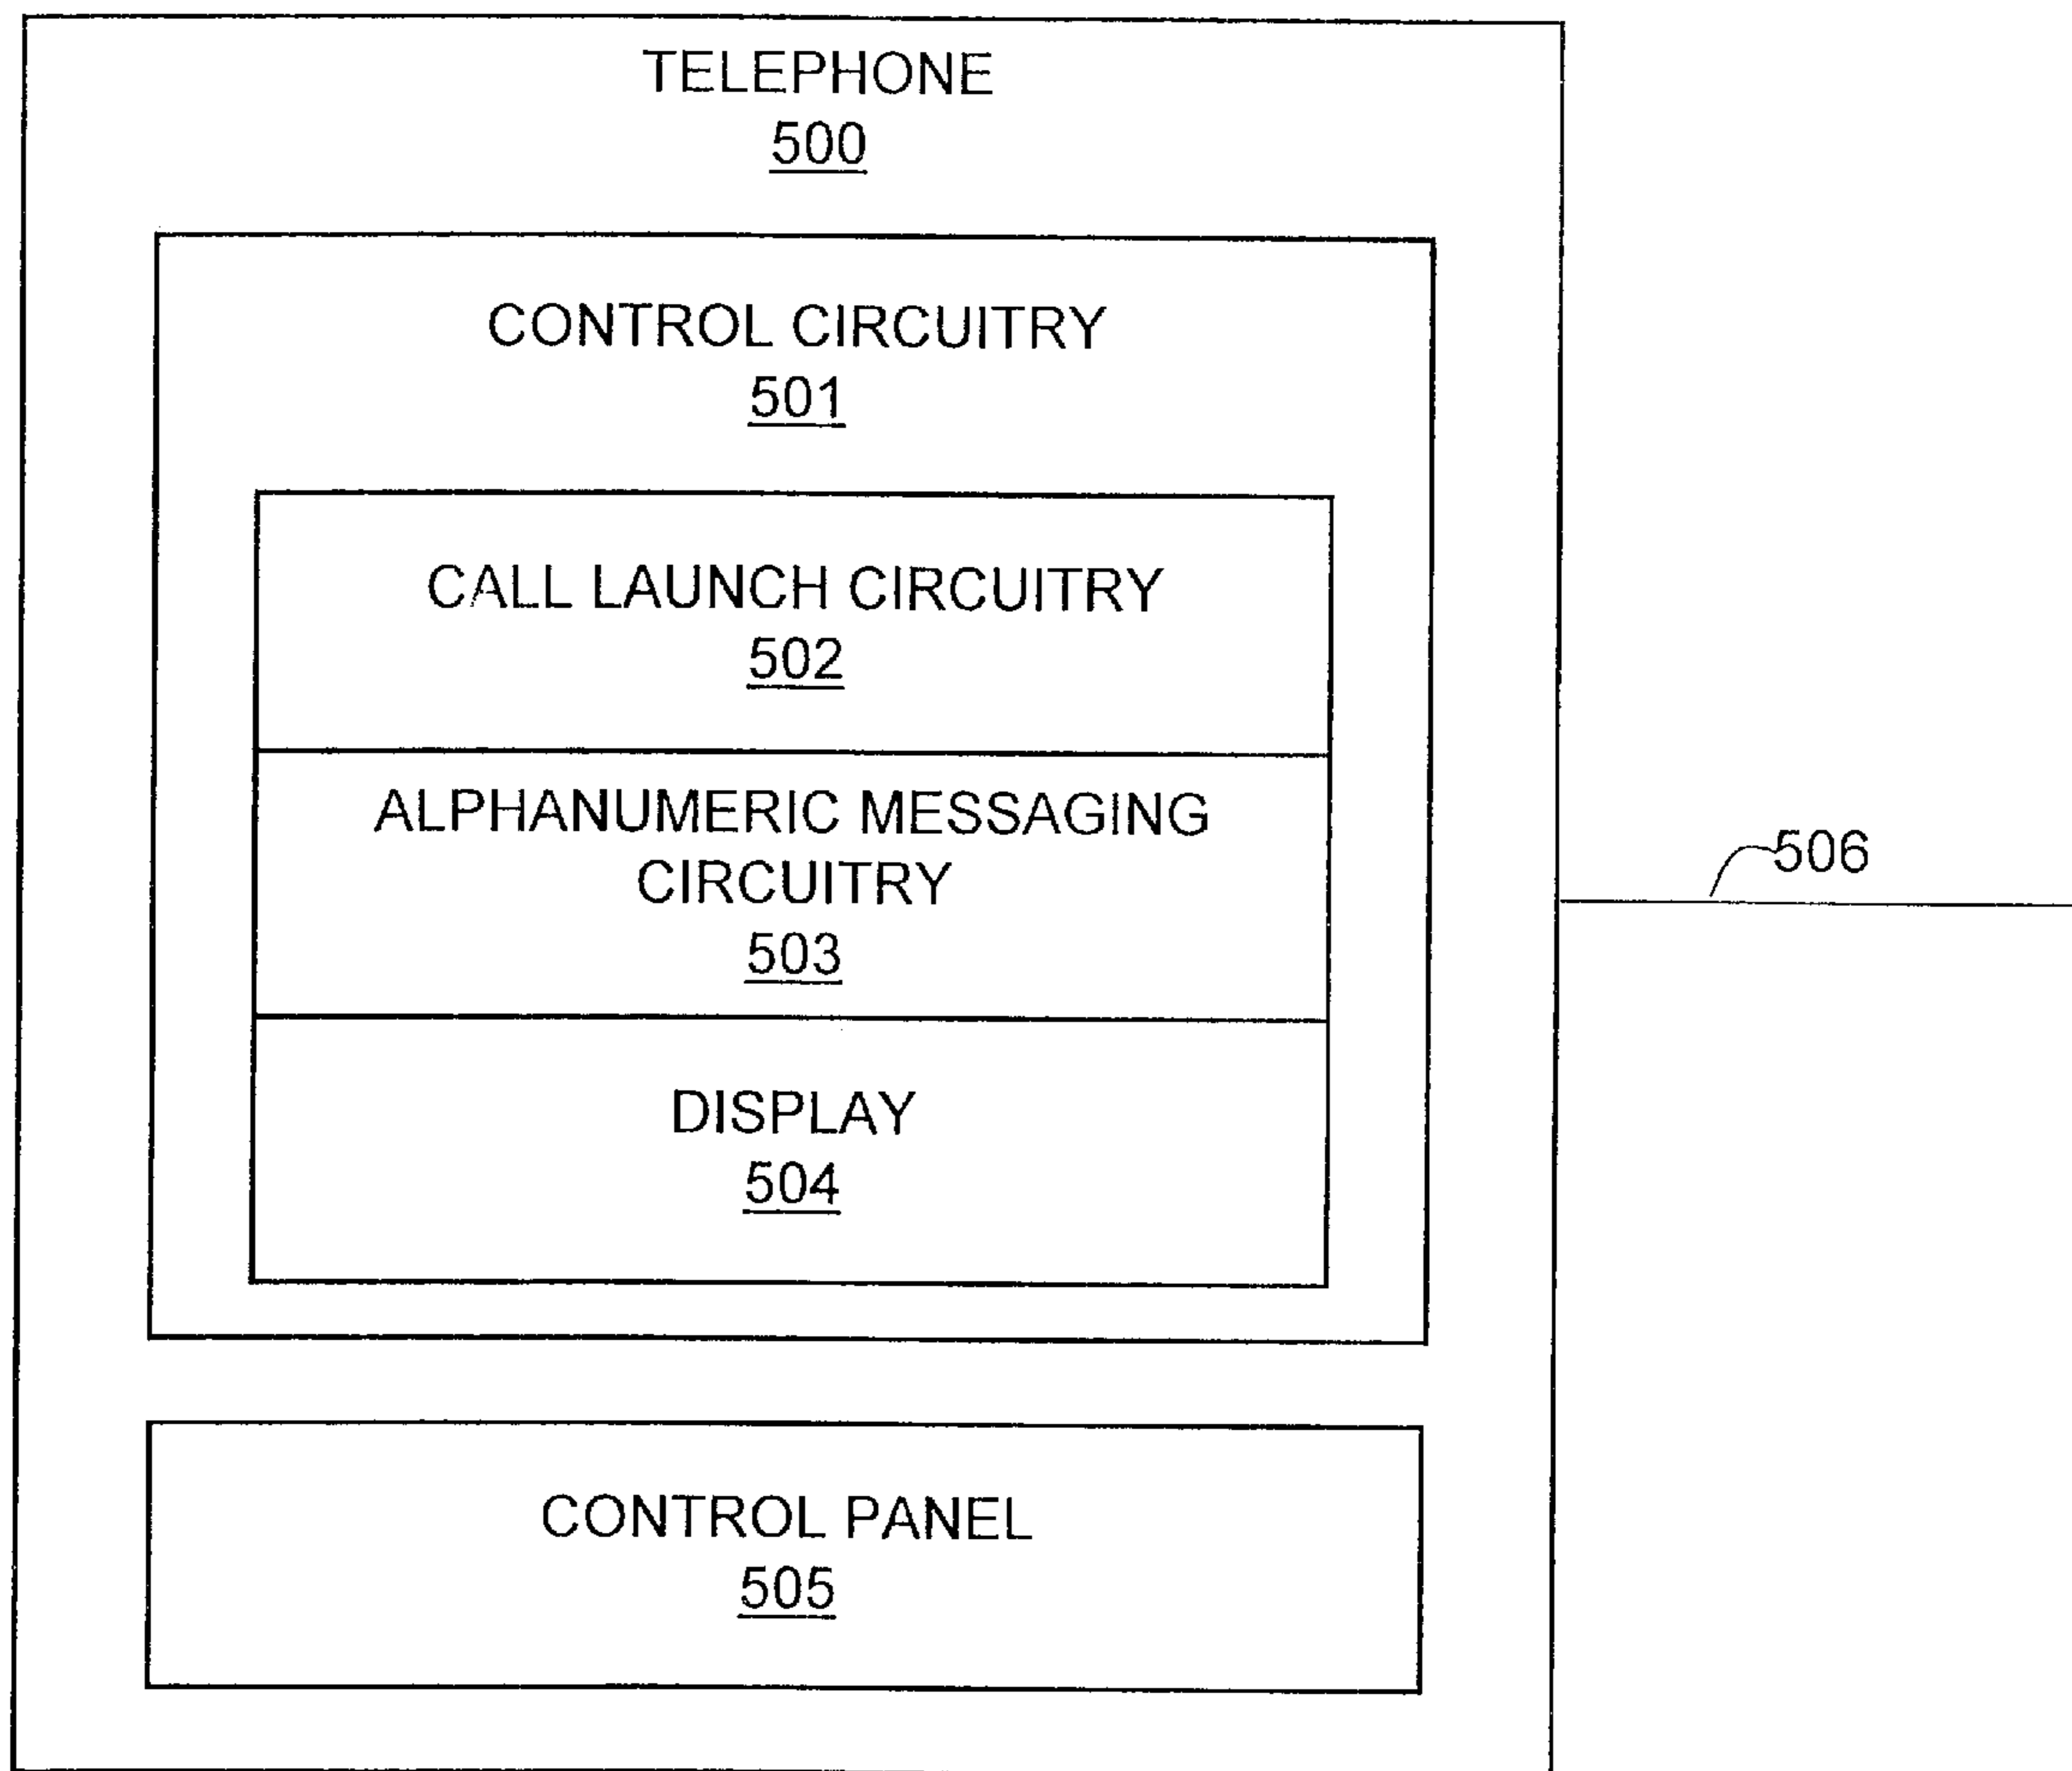 TELEPHONE
500
CONTROL CIRCUITRY
501
CALL LAUNCH CIRCUITRY
502
ALPHANUMERIC MESSAGING
CIRCUITRY
503
506
DISPLAY
504
CONTROL PANEL
505